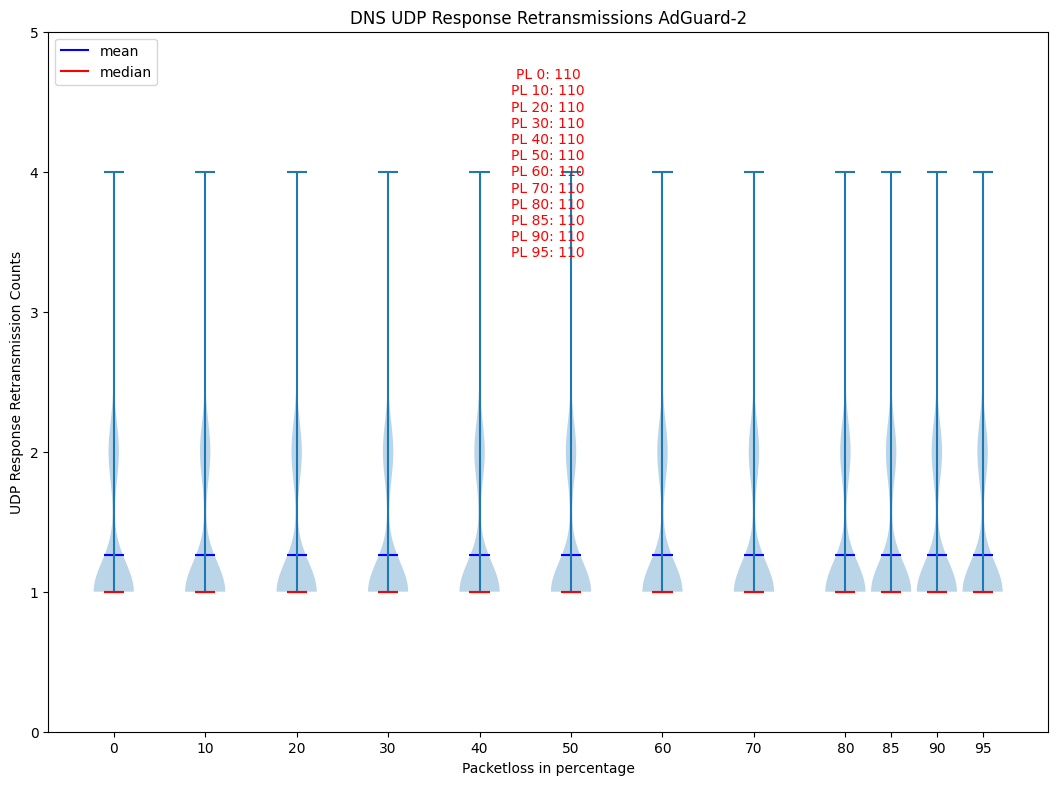 DNS UDP Response Retransmissions AdGuard-2
mean
median
PL 0: 110
PL 10: 110
PL 20: 110
PL 30: 110
PL 40: 110
PL 50: 110
PL 60: 110
PL 70: 110
PL 80: 110
PL 85: 110
PL 90: 110
PL 95: 110
5
4
3
2
1
0
UDP Response Retransmission Counts
0 10 20 30 40 50 60 70 80 85 90 95
Packetloss in percentage